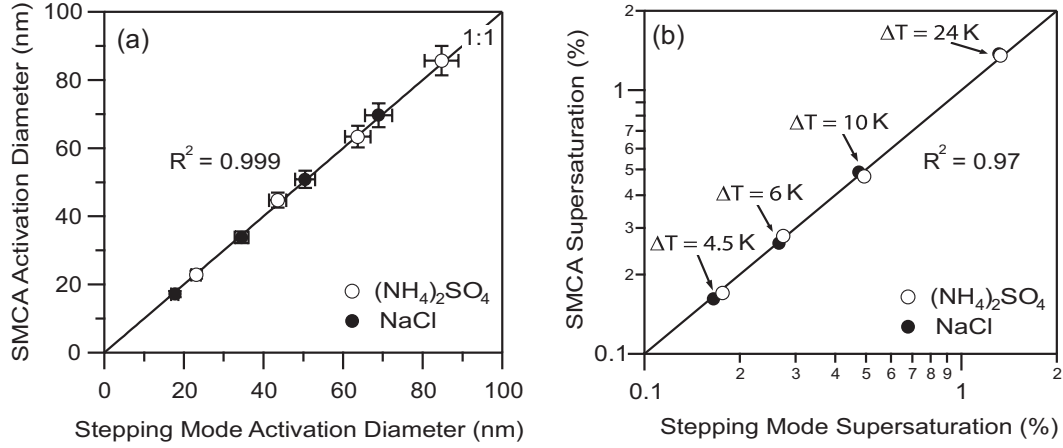 (a)
1:1
R² = 0.999
(NH₄)₂SO₄
NaCl
100
80
60
40
20
0
0
20
40
60
80
100
SMCA Activation Diameter (nm)
Stepping Mode Activation Diameter (nm)
(b)
ΔT = 24 K
ΔT = 10 K
R² = 0.97
ΔT = 6 K
ΔT = 4.5 K
(NH₄)₂SO₄
NaCl
2
1
7
6
5
4
3
2
0.1
0.1
2
3
4
5
6
7
8
9
1
2
SMCA Supersaturation (%)
Stepping Mode Supersaturation (%)